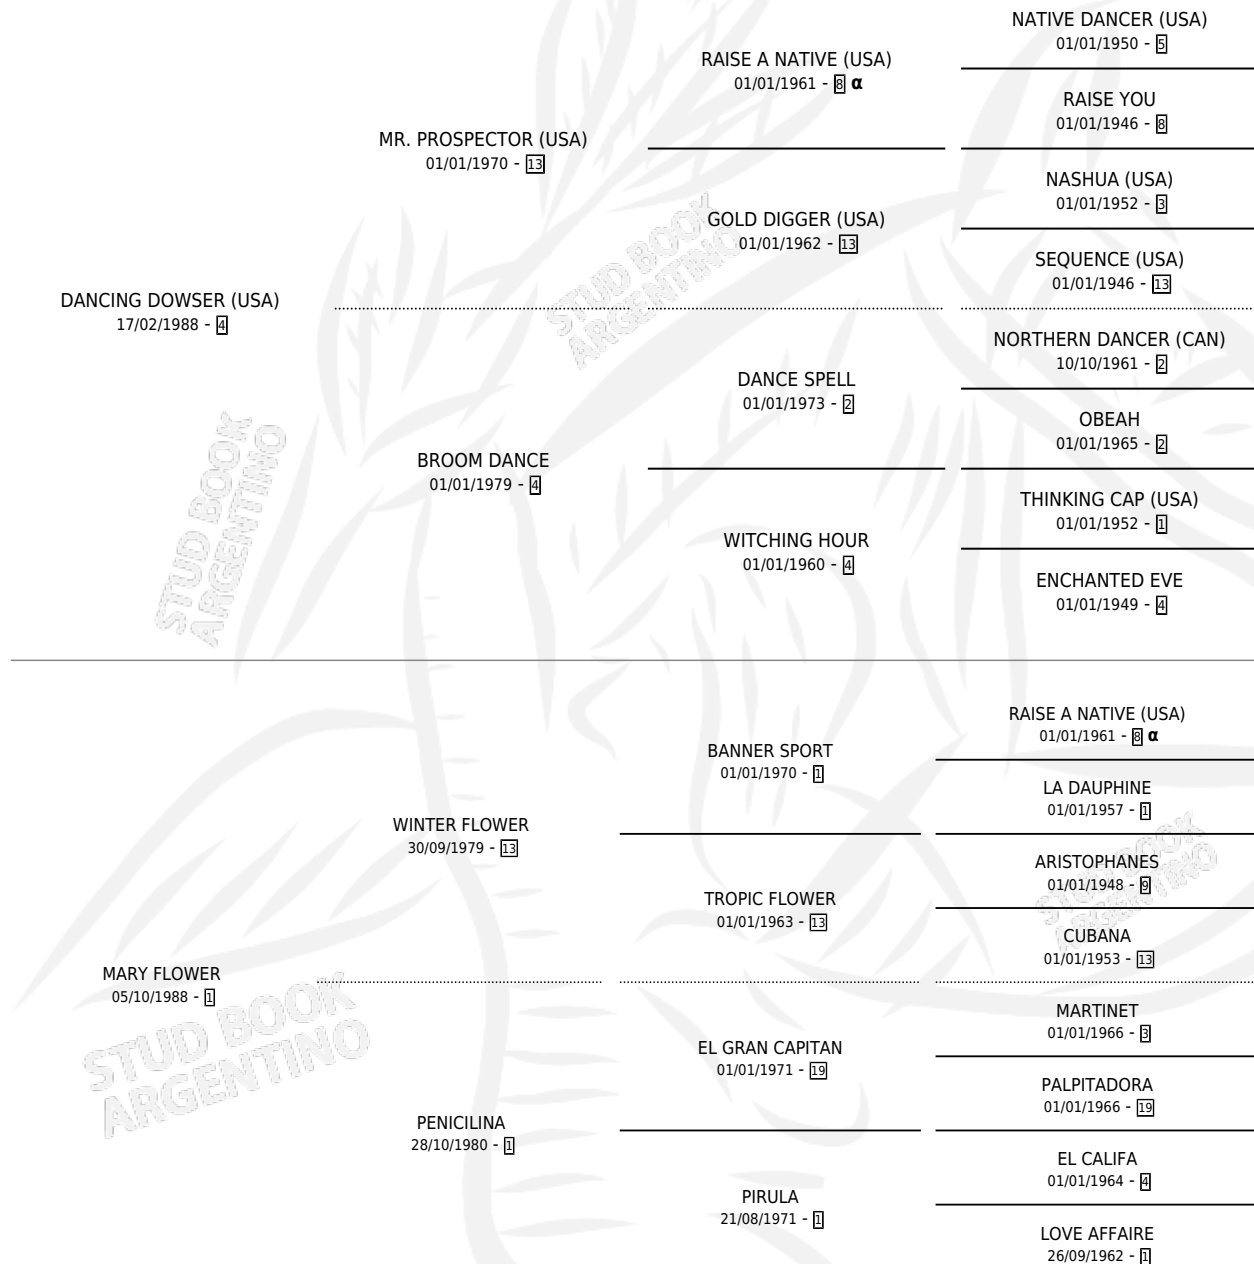 NATIVE DANCER (USA)
01/01/1950 - 5
RAISE A NATIVE (USA)
01/01/1961 - 8 α
RAISE YOU
01/01/1946 - 8
MR. PROSPECTOR (USA)
01/01/1970 - 13
NASHUA (USA)
01/01/1952 - 3
GOLD DIGGER (USA)
01/01/1962 - 13
SEQUENCE (USA)
01/01/1946 - 13
DANCING DOWSER (USA)
17/02/1988 - 4
NORTHERN DANCER (CAN)
10/10/1961 - 2
DANCE SPELL
01/01/1973 - 2
OBEAH
01/01/1965 - 2
BROOM DANCE
01/01/1979 - 4
THINKING CAP (USA)
01/01/1952 - 1
WITCHING HOUR
01/01/1960 - 4
ENCHANTED EVE
01/01/1949 - 4
RAISE A NATIVE (USA)
01/01/1961 - 8 α
BANNER SPORT
01/01/1970 - 1
LA DAUPHINE
01/01/1957 - 1
WINTER FLOWER
30/09/1979 - 13
ARISTOPHANES
01/01/1948 - 9
TROPIC FLOWER
01/01/1963 - 13
CUBANA
01/01/1953 - 13
MARY FLOWER
05/10/1988 - 1
MARTINET
01/01/1966 - 3
EL GRAN CAPITAN
01/01/1971 - 19
PALPITADORA
01/01/1966 - 19
PENICILINA
28/10/1980 - 1
EL CALIFA
01/01/1964 - 4
PIRULA
21/08/1971 - 1
LOVE AFFAIRE
26/09/1962 - 1
STUD BOOK
ARGENTINO
STUD BOOK
ARGENTINO
STUD BOOK
ARGENTINO
STUD BOOK
ARGENTINO